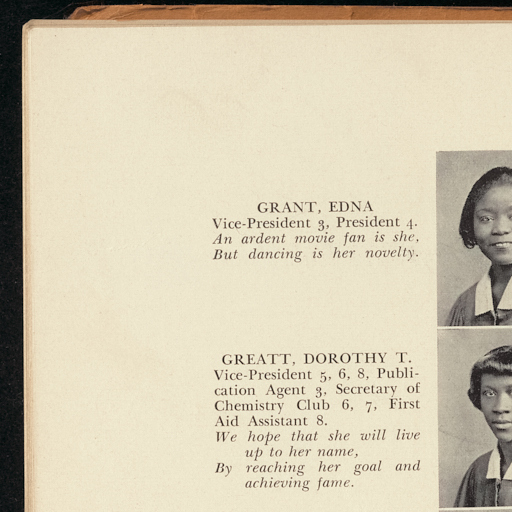 GRANT, EDNA
Vice-President 3, President 4.
An ardent movie fan is she,
But dancing is her novelty.
GREATT, DOROTHY T.
Vice-President 5, 6, 8, Publi-
cation Agent 3, Secretary of
Chemistry Club 6, 7, First
Aid Assistant 8.
We hope that she will live
up to her name,
By reaching her goal and
achieving fame.